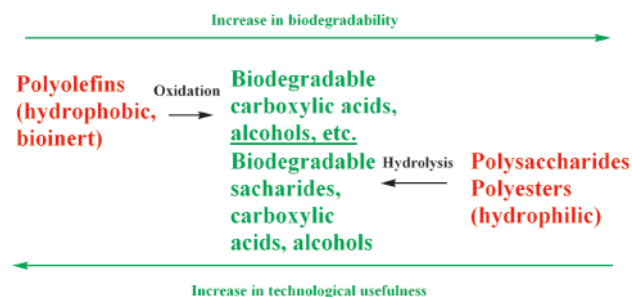 Increase in biodegradability
Polyolefins
(hydrophobic,
bioinert)
Oxidation
Biodegradable
carboxylic acids,
alcohols, etc.
Biodegradable
sacharides,
carboxylic
acids, alcohols
Hydrolysis
Polysaccharides
Polyesters
(hydrophilic)
Increase in technological usefulness